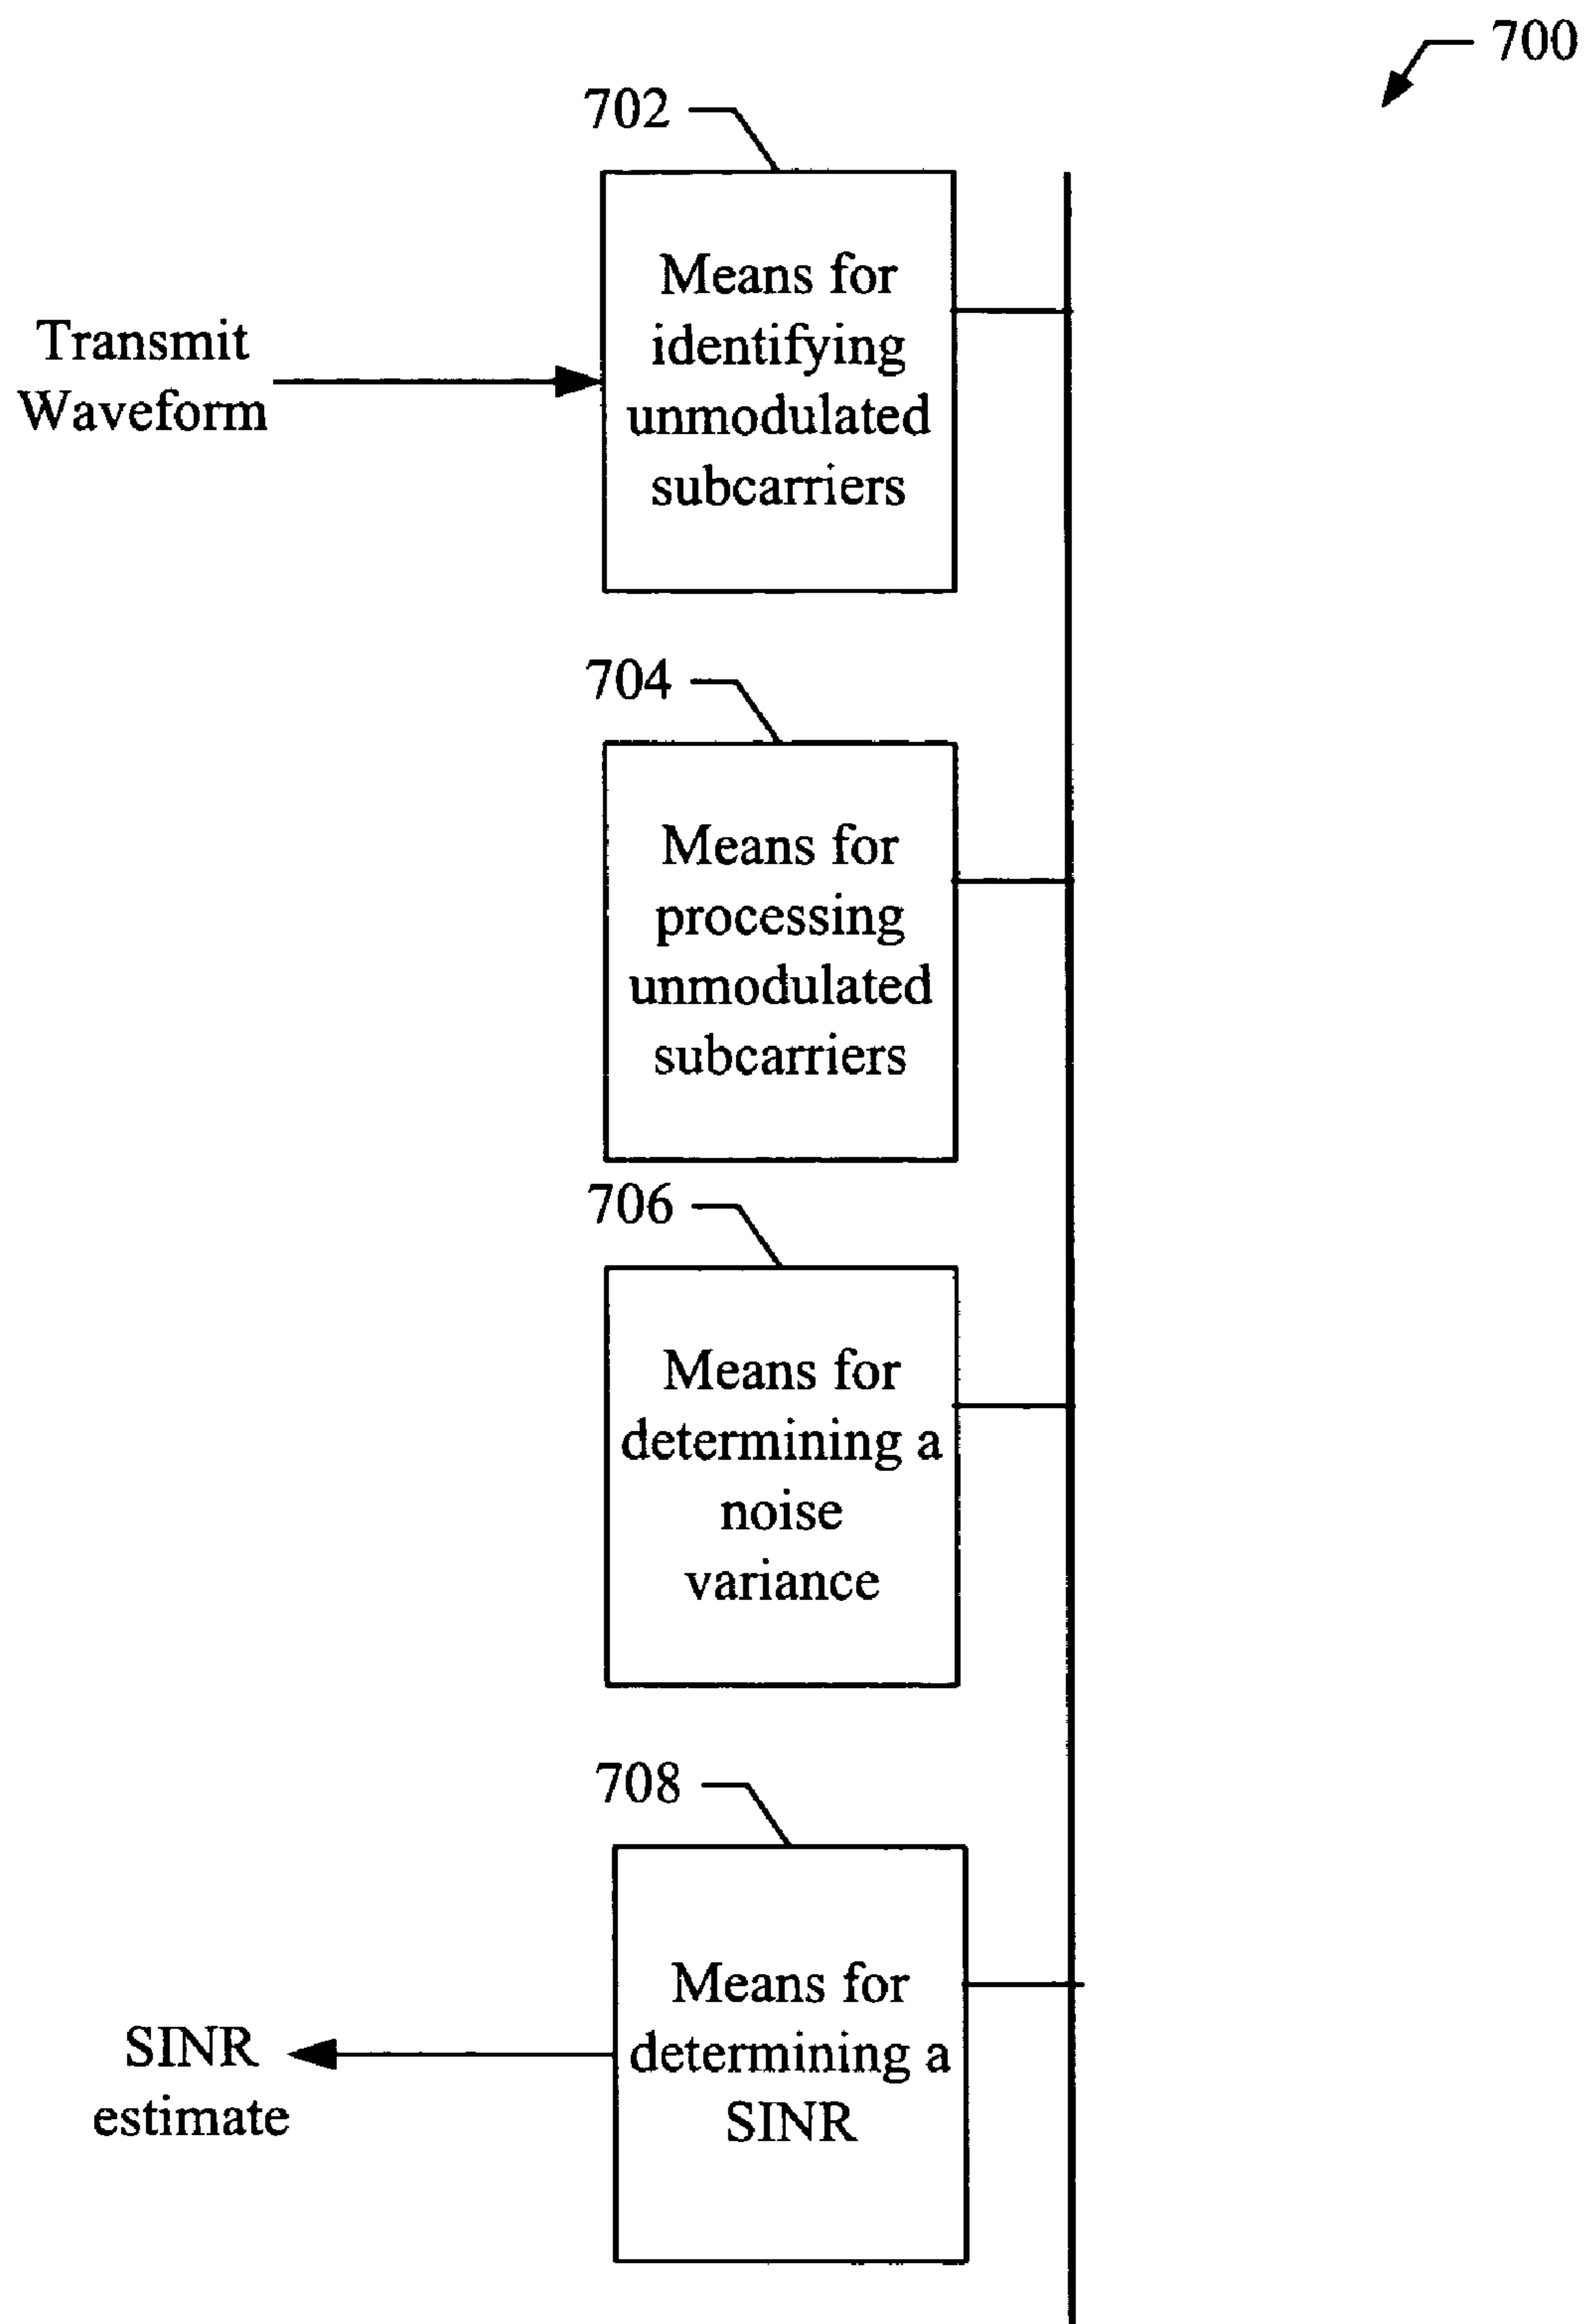 700
702
Means for
identifying
unmodulated
subcarriers
Transmit
Waveform
704
Means for
processing
unmodulated
subcarriers
706
Means for
determining a
noise
variance
708
Means for
determining a
SINR
SINR
estimate